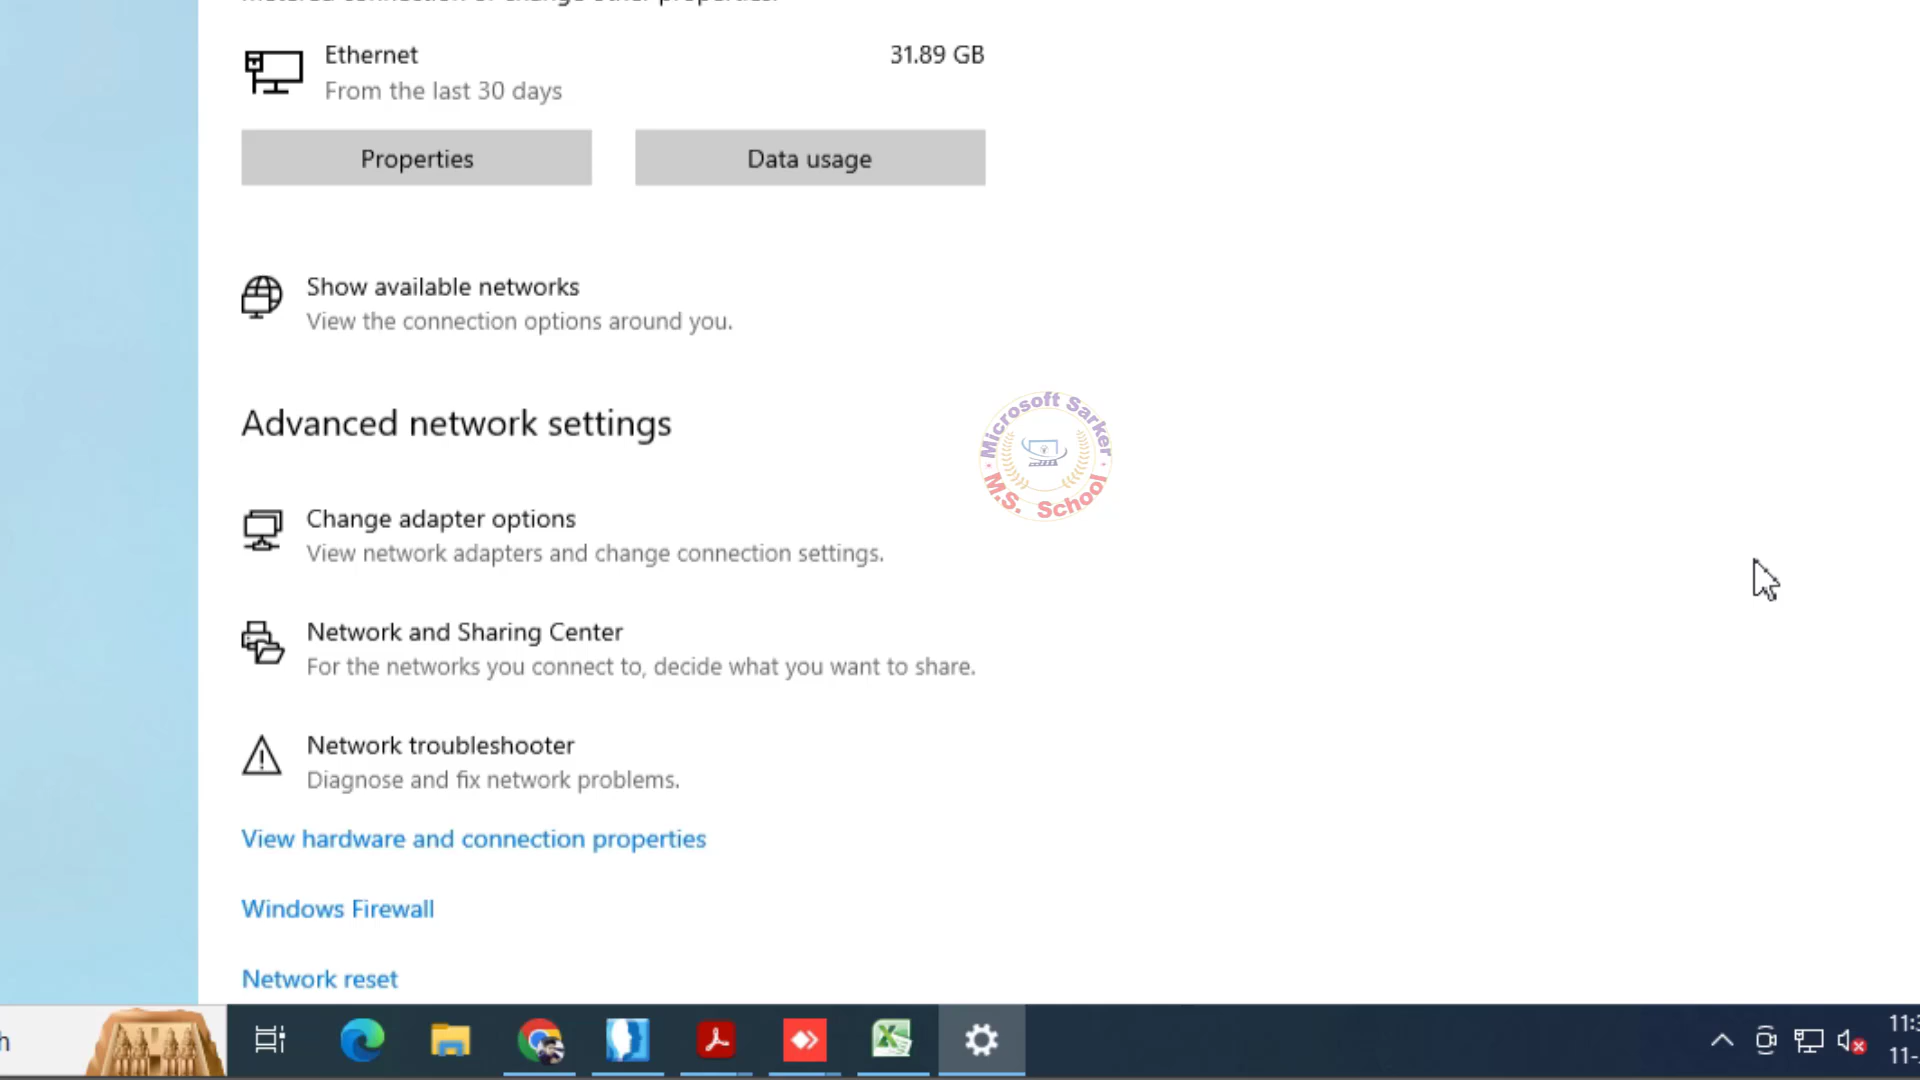 Ethernet 31.89 GB
From the last 30 days
Properties Data usage
Show available networks
View the connection options around you.
Advanced network settings
Microsoft Sarker
M.S. School
Change adapter options
View network adapters and change connection settings.
Network and Sharing Center
For the networks you connect to, decide what you want to share.
Network troubleshooter
Diagnose and fix network problems.
View hardware and connection properties
Windows Firewall
Network reset